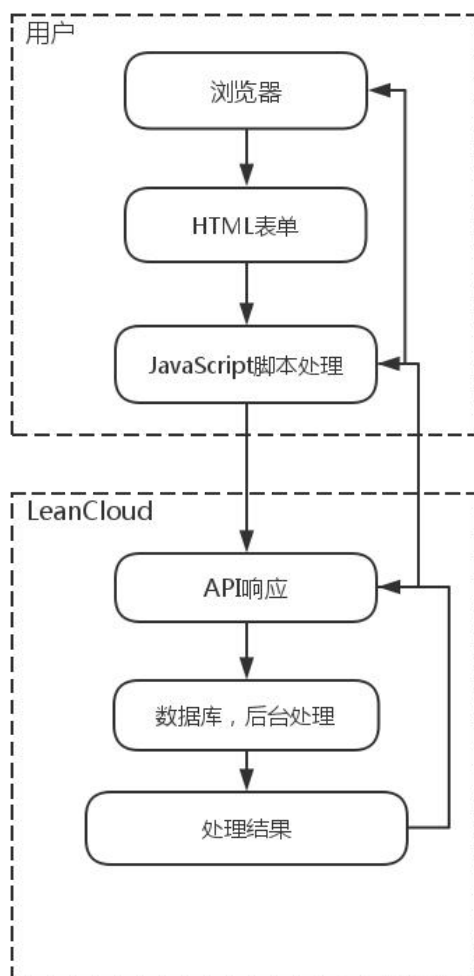 用户
浏览器
HTML表单
JavaScript脚本处理
LeanCloud
API响应
数据库，后台处理
处理结果